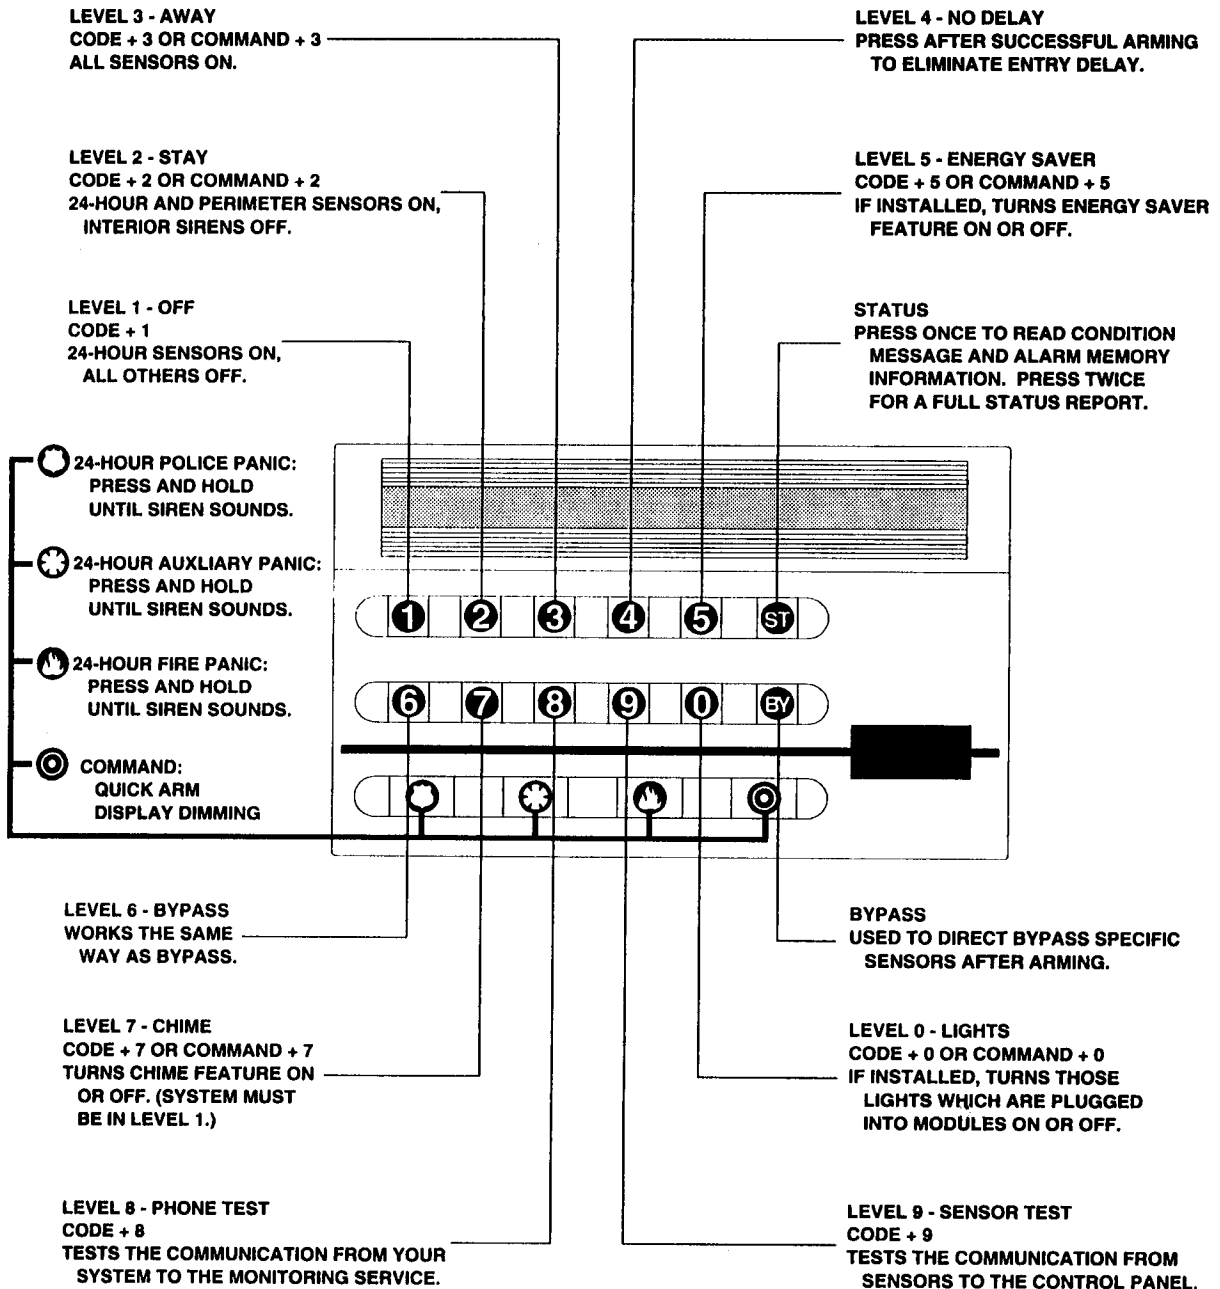 LEVEL 3 - AWAY
CODE + 3 OR COMMAND + 3
ALL SENSORS ON.
LEVEL 4 - NO DELAY
PRESS AFTER SUCCESSFUL ARMING
TO ELIMINATE ENTRY DELAY.
LEVEL 2 - STAY
CODE + 2 OR COMMAND + 2
24-HOUR AND PERIMETER SENSORS ON,
INTERIOR SIRENS OFF.
LEVEL 5 - ENERGY SAVER
CODE + 5 OR COMMAND + 5
IF INSTALLED, TURNS ENERGY SAVER
FEATURE ON OR OFF.
LEVEL 1 - OFF
CODE + 1
24-HOUR SENSORS ON,
ALL OTHERS OFF.
STATUS
PRESS ONCE TO READ CONDITION
MESSAGE AND ALARM MEMORY
INFORMATION. PRESS TWICE
FOR A FULL STATUS REPORT.
24-HOUR POLICE PANIC:
PRESS AND HOLD
UNTIL SIREN SOUNDS.
24-HOUR AUXLIARY PANIC:
PRESS AND HOLD
UNTIL SIREN SOUNDS.
24-HOUR FIRE PANIC:
PRESS AND HOLD
UNTIL SIREN SOUNDS.
COMMAND:
QUICK ARM
DISPLAY DIMMING
1 2 3 4 5 ST
6 7 8 9 0 BY
LEVEL 6 - BYPASS
WORKS THE SAME
WAY AS BYPASS.
BYPASS
USED TO DIRECT BYPASS SPECIFIC
SENSORS AFTER ARMING.
LEVEL 7 - CHIME
CODE + 7 OR COMMAND + 7
TURNS CHIME FEATURE ON
OR OFF. (SYSTEM MUST
BE IN LEVEL 1.)
LEVEL 0 - LIGHTS
CODE + 0 OR COMMAND + 0
IF INSTALLED, TURNS THOSE
LIGHTS WHICH ARE PLUGGED
INTO MODULES ON OR OFF.
LEVEL 8 - PHONE TEST
CODE + 8
TESTS THE COMMUNICATION FROM YOUR
SYSTEM TO THE MONITORING SERVICE.
LEVEL 9 - SENSOR TEST
CODE + 9
TESTS THE COMMUNICATION FROM
SENSORS TO THE CONTROL PANEL.